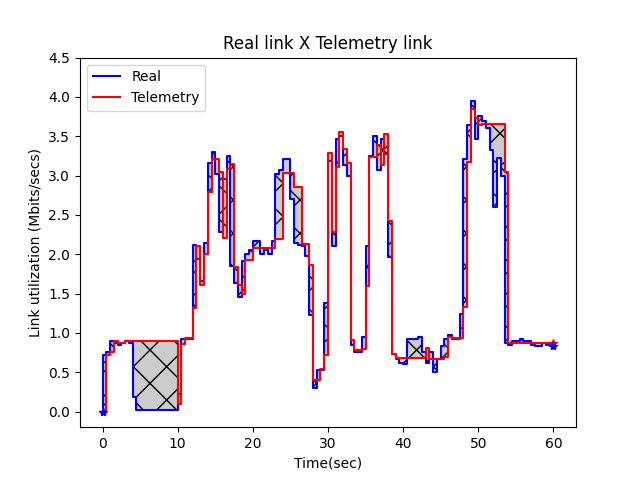 Real link X Telemetry link
Real
Telemetry
Link utilization (Mbits/secs)
4.5
4.0
3.5
3.0
2.5
2.0
1.5
1.0
0.5
0.0
0 10 20 30 40 50 60
Time(sec)